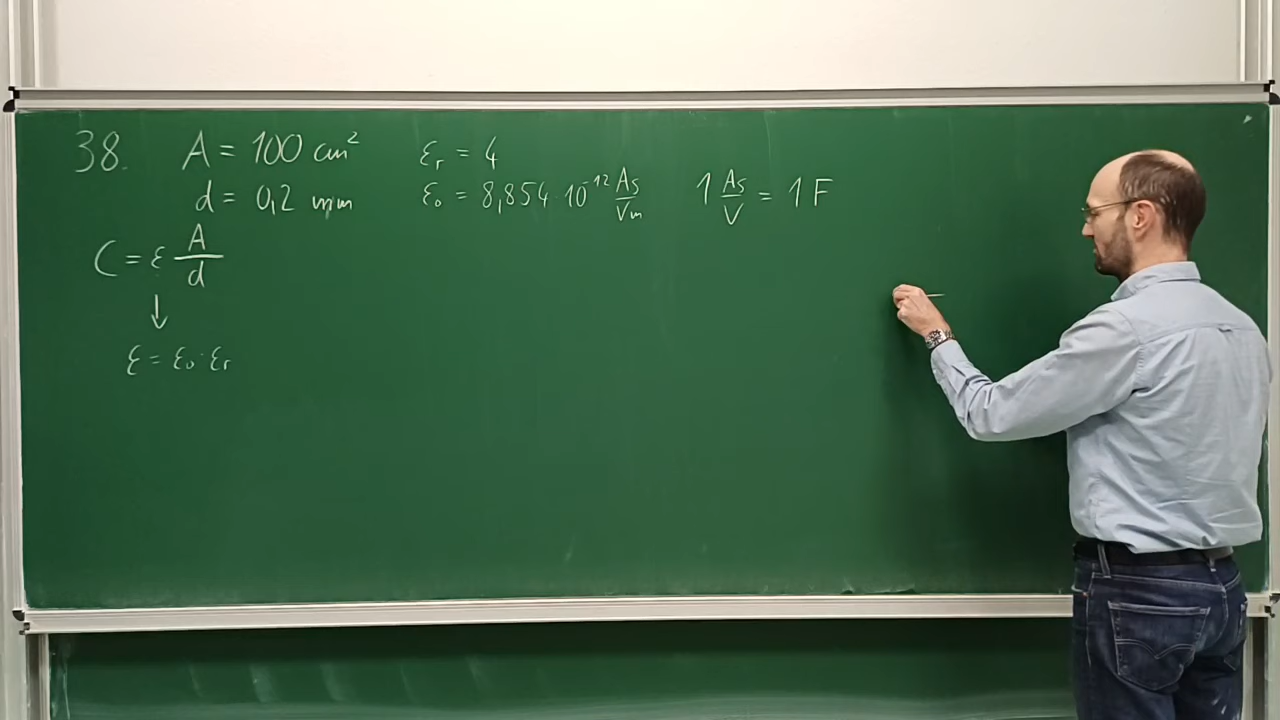 38. A = 100 cm² εr = 4
d = 0,2 mm ε0 = 8,854 · 10⁻¹² As/Vm 1 As/V = 1 F
C = ε A/d
↓
ε = ε0 · εr